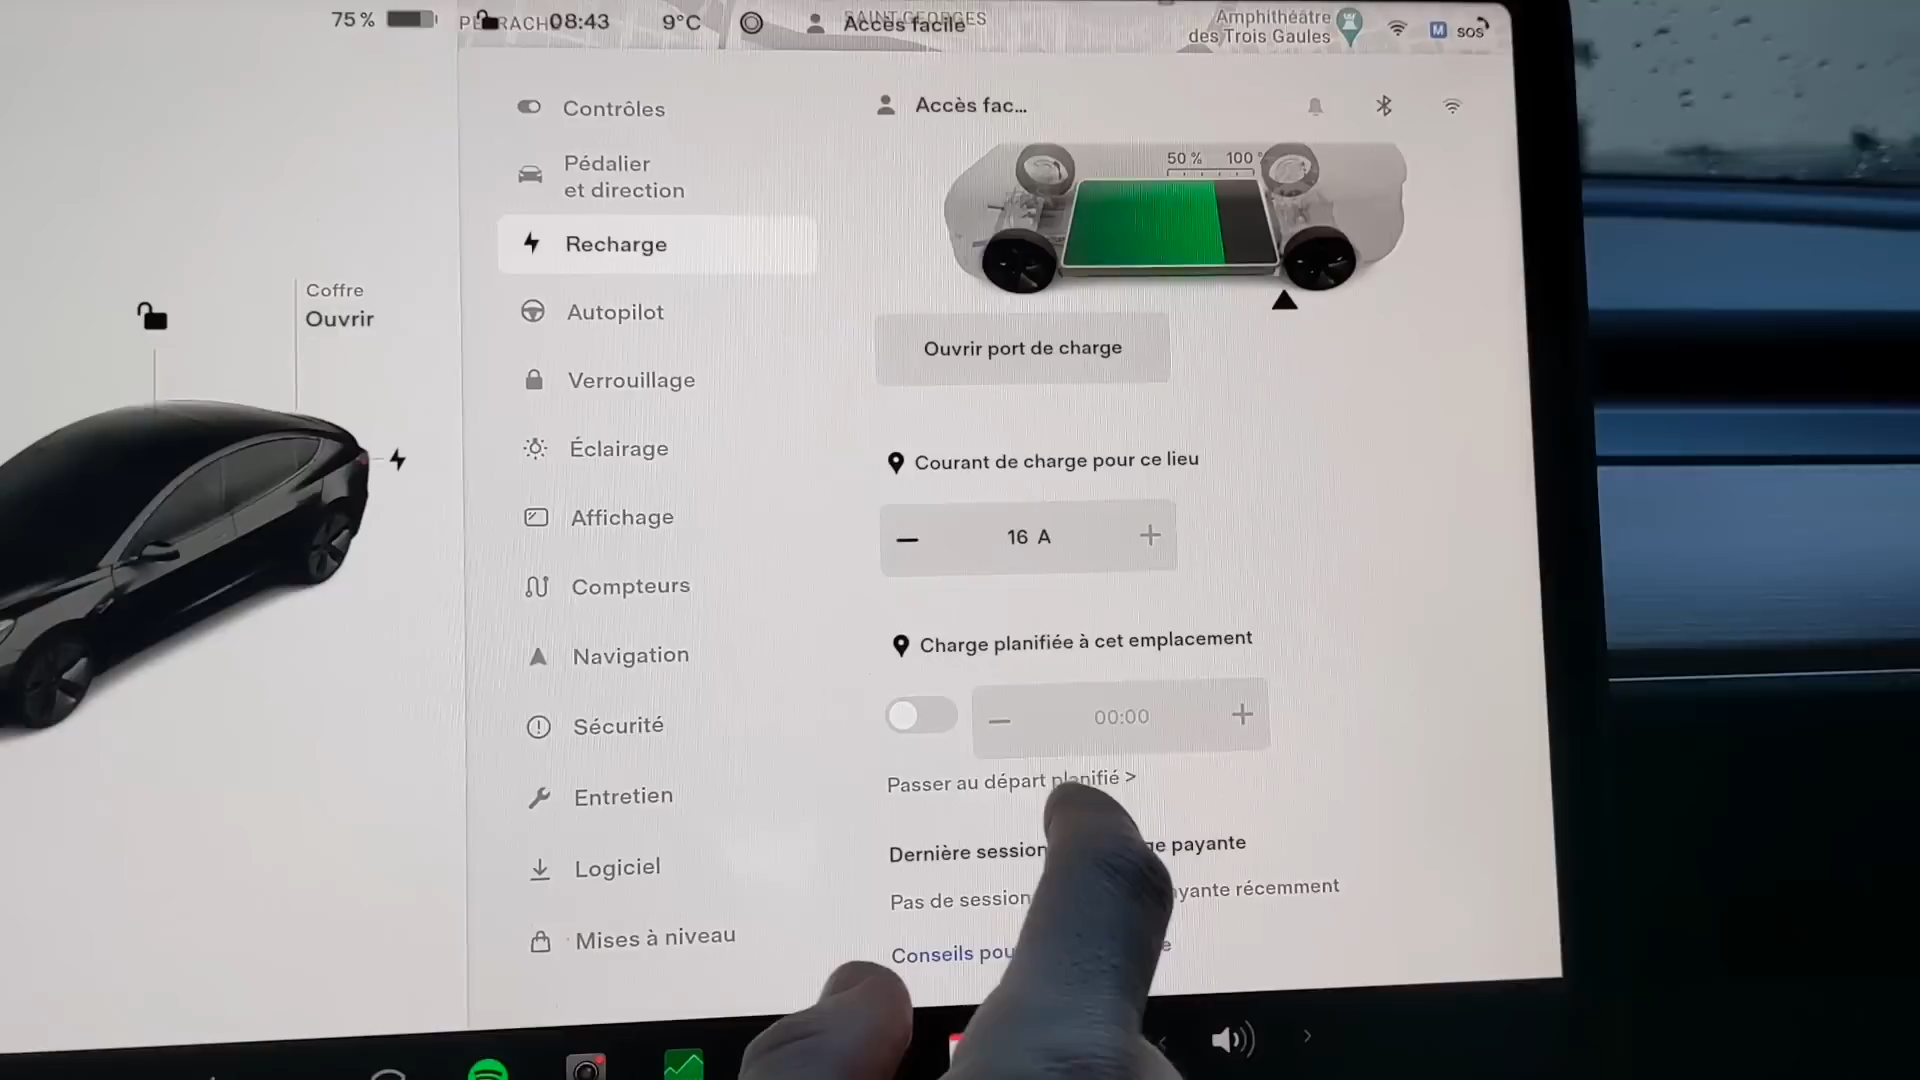 75 %
08:43
9°C
Accès facile
SAINT GEORGES
Amphithéâtre
des Trois Gaules
M
SOS
Contrôles
Pédalier
et direction
Recharge
Autopilot
Verrouillage
Éclairage
Affichage
Compteurs
Navigation
Sécurité
Entretien
Logiciel
Mises à niveau
Coffre
Ouvrir
Accès fac...
50 % 100
Ouvrir port de charge
Courant de charge pour ce lieu
16 A
Charge planifiée à cet emplacement
00:00
Passer au départ planifié >
Dernière session payante
Pas de session récemment
Conseils